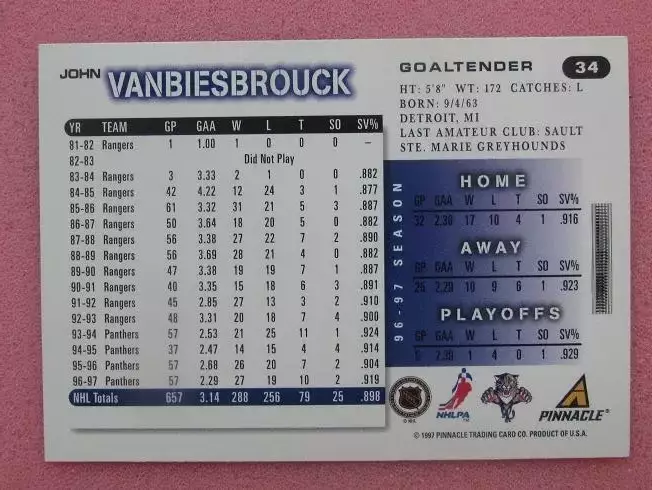 JOHN VANBIESBROUCK
GOALTENDER 34
HT: 5'8" WT: 172 CATCHES: L
BORN: 9/4/63
DETROIT, MI
LAST AMATEUR CLUB: SAULT
STE. MARIE GREYHOUNDS
YR TEAM GP GAA W L T SO SV%
81-82 Rangers 1 1.00 1 0 0 0 –
82-83 Did Not Play
83-84 Rangers 3 3.33 2 1 0 0 .882
84-85 Rangers 42 4.22 12 24 3 1 .877
85-86 Rangers 61 3.32 31 21 5 3 .887
86-87 Rangers 50 3.64 18 20 5 0 .882
87-88 Rangers 56 3.38 27 22 7 2 .890
88-89 Rangers 56 3.69 28 21 4 0 .882
89-90 Rangers 47 3.38 19 19 7 1 .887
90-91 Rangers 40 3.35 15 18 6 3 .891
91-92 Rangers 45 2.85 27 13 3 2 .910
92-93 Rangers 48 3.31 20 18 7 4 .900
93-94 Panthers 57 2.53 21 25 11 1 .924
94-95 Panthers 37 2.47 14 15 4 4 .914
95-96 Panthers 57 2.68 26 20 7 2 .904
96-97 Panthers 57 2.29 27 19 10 2 .919
NHL Totals 657 3.14 288 256 79 25 .898
96-97 SEASON
HOME
GP GAA W L T SO SV%
32 2.30 17 10 4 1 .916
AWAY
GP GAA W L T SO SV%
25 2.29 10 9 6 1 .923
PLAYOFFS
GP GAA W L T SO SV%
2.39 1 4 0 1 .929
NHL
© NHL
NHLPA
PINNACLE
© 1997 PINNACLE TRADING CARD CO. PRODUCT OF U.S.A.